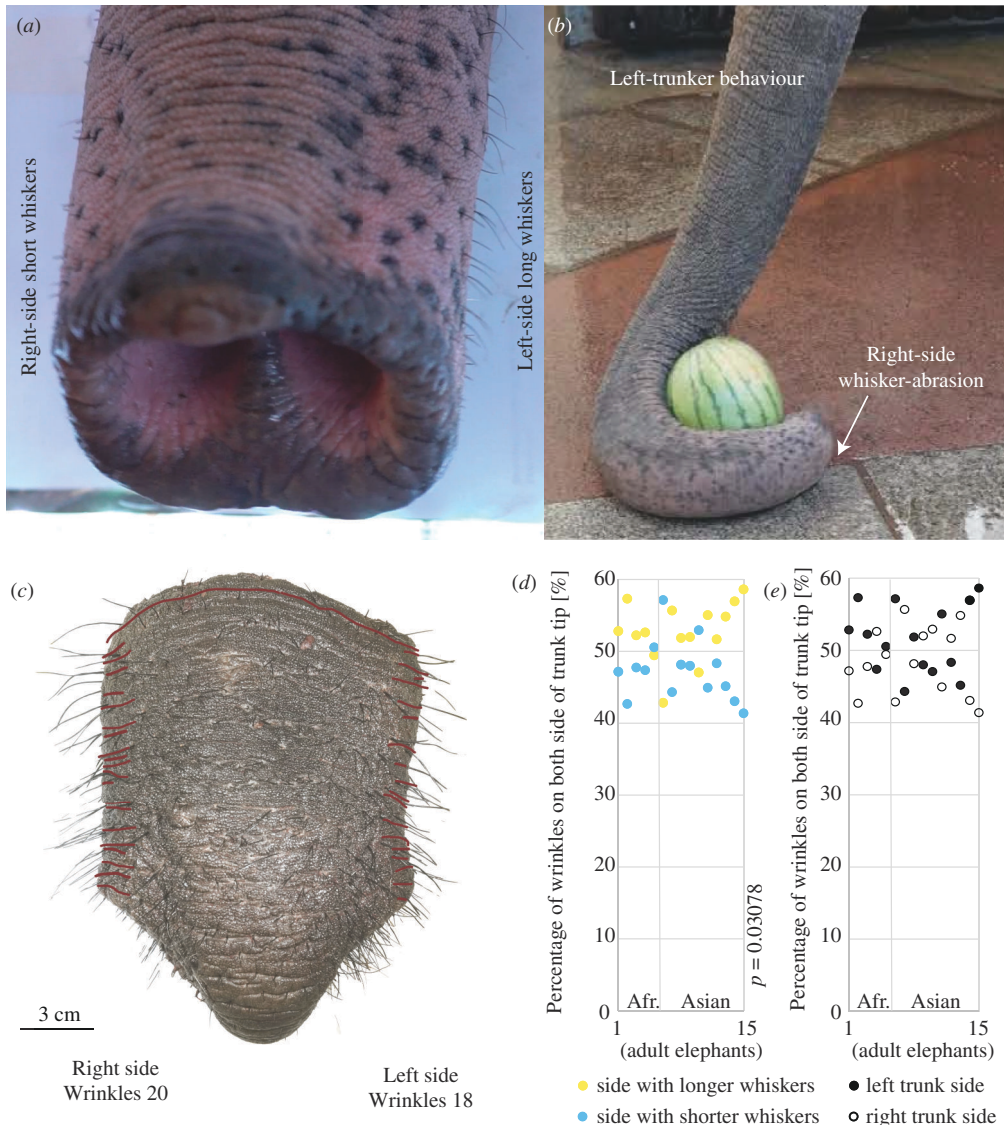 (a)
Right-side short whiskers
Left-side long whiskers
(b)
Left-trunker behaviour
Right-side
whisker-abrasion
(c)
3 cm
Right side
Wrinkles 20
Left side
Wrinkles 18
(d)
Percentage of wrinkles on both side of trunk tip [%]
60
50
40
30
20
10
0
Afr.
Asian
p = 0.03078
1
15
(adult elephants)
side with longer whiskers
side with shorter whiskers
(e)
Percentage of wrinkles on both side of trunk tip [%]
60
50
40
30
20
10
0
Afr.
Asian
1
15
(adult elephants)
left trunk side
right trunk side